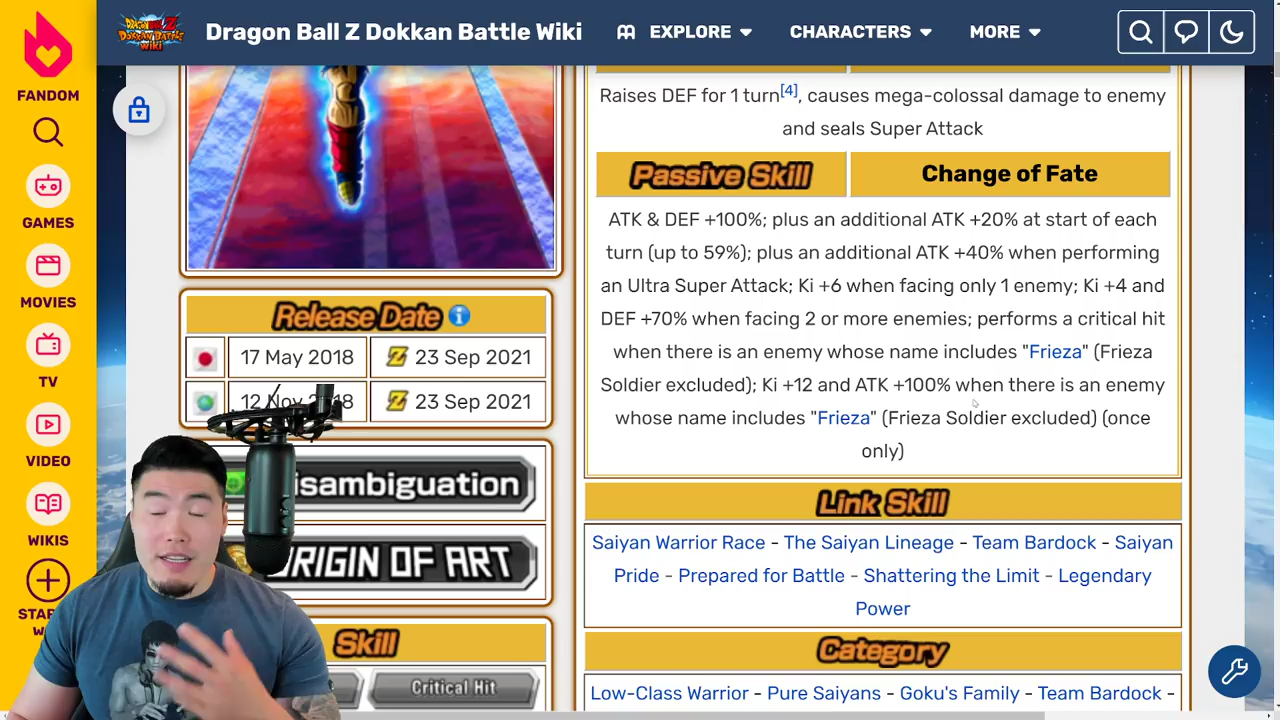 DRAGON BALL Z
DOKKAN BATTLE
WIKI
Dragon Ball Z Dokkan Battle Wiki
EXPLORE
CHARACTERS
MORE
FANDOM
GAMES
MOVIES
TV
VIDEO
WIKIS
STAR
Raises DEF for 1 turn[4], causes mega-colossal damage to enemy
and seals Super Attack
Passive Skill
Change of Fate
ATK & DEF +100%; plus an additional ATK +20% at start of each
turn (up to 59%); plus an additional ATK +40% when performing
an Ultra Super Attack; Ki +6 when facing only 1 enemy; Ki +4 and
DEF +70% when facing 2 or more enemies; performs a critical hit
when there is an enemy whose name includes "Frieza" (Frieza
Soldier excluded); Ki +12 and ATK +100% when there is an enemy
whose name includes "Frieza" (Frieza Soldier excluded) (once
only)
Release Date
17 May 2018
Z 23 Sep 2021
12 Nov 2018
Z 23 Sep 2021
isambiguation
ORIGIN OF ART
Skill
Critical Hit
Link Skill
Saiyan Warrior Race - The Saiyan Lineage - Team Bardock - Saiyan
Pride - Prepared for Battle - Shattering the Limit - Legendary
Power
Category
Low-Class Warrior - Pure Saiyans - Goku's Family - Team Bardock -